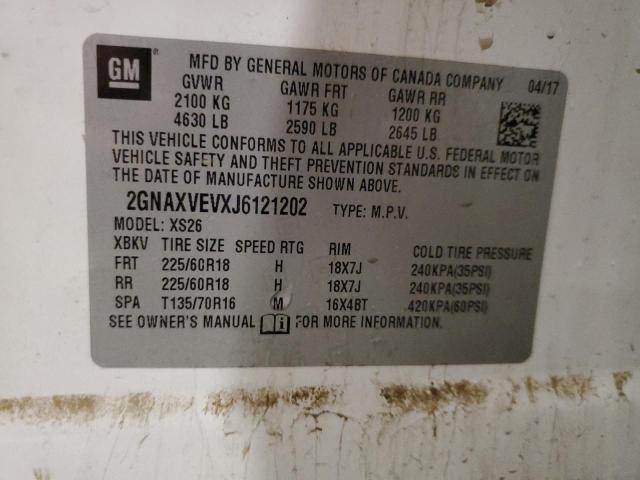 GM ®
MFD BY GENERAL MOTORS OF CANADA COMPANY 04/17
GVWR GAWR FRT GAWR RR
2100 KG 1175 KG 1200 KG
4630 LB 2590 LB 2645 LB
THIS VEHICLE CONFORMS TO ALL APPLICABLE U.S. FEDERAL MOTOR
VEHICLE SAFETY AND THEFT PREVENTION STANDARDS IN EFFECT ON
THE DATE OF MANUFACTURE SHOWN ABOVE.
2GNAXVEVXJ6121202 TYPE: M.P.V.
MODEL: XS26
XBKV TIRE SIZE SPEED RTG RIM COLD TIRE PRESSURE
FRT 225/60R18 H 18X7J 240KPA(35PSI)
RR 225/60R18 H 18X7J 240KPA(35PSI)
SPA T135/70R16 M 16X4BT 420KPA(60PSI)
SEE OWNER'S MANUAL i FOR MORE INFORMATION.